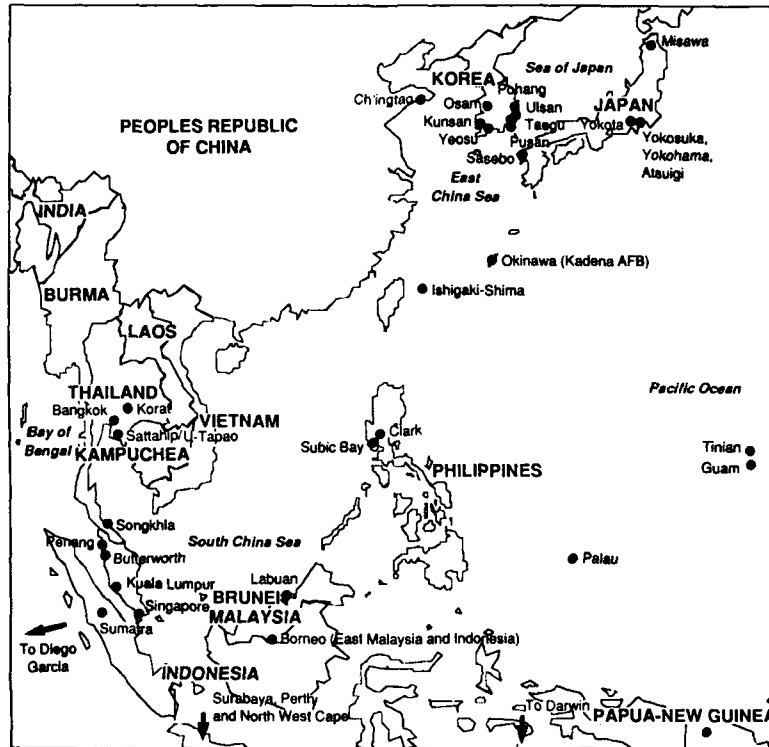 Misawa
Sea of Japan
KOREA
Pohang
Ch'ingtao
Osam
Ulsan
JAPAN
Kunsan
Taegu
Yokota
PEOPLES REPUBLIC
OF CHINA
Yeosu
Pusan
Yokosuka,
Yokohama,
Atsuigi
Sasebo
East
China Sea
INDIA
Okinawa (Kadena AFB)
BURMA
Ishigaki-Shima
LAOS
THAILAND
Pacific Ocean
Bangkok
Korat
VIETNAM
Bay of
Bengal
Sattahip/U-Tapao
Clark
Subic Bay
KAMPUCHEA
Tinian
PHILIPPINES
Guam
Songkhla
South China Sea
Penang
Butterworth
Palau
Kuala Lumpur
Labuan
BRUNEI
Singapore
MALAYSIA
Sumatra
Borneo (East Malaysia and Indonesia)
To Diego
Garcia
INDONESIA
Surabaya, Perth
and North West Cape
To Darwin
PAPUA-NEW GUINEA